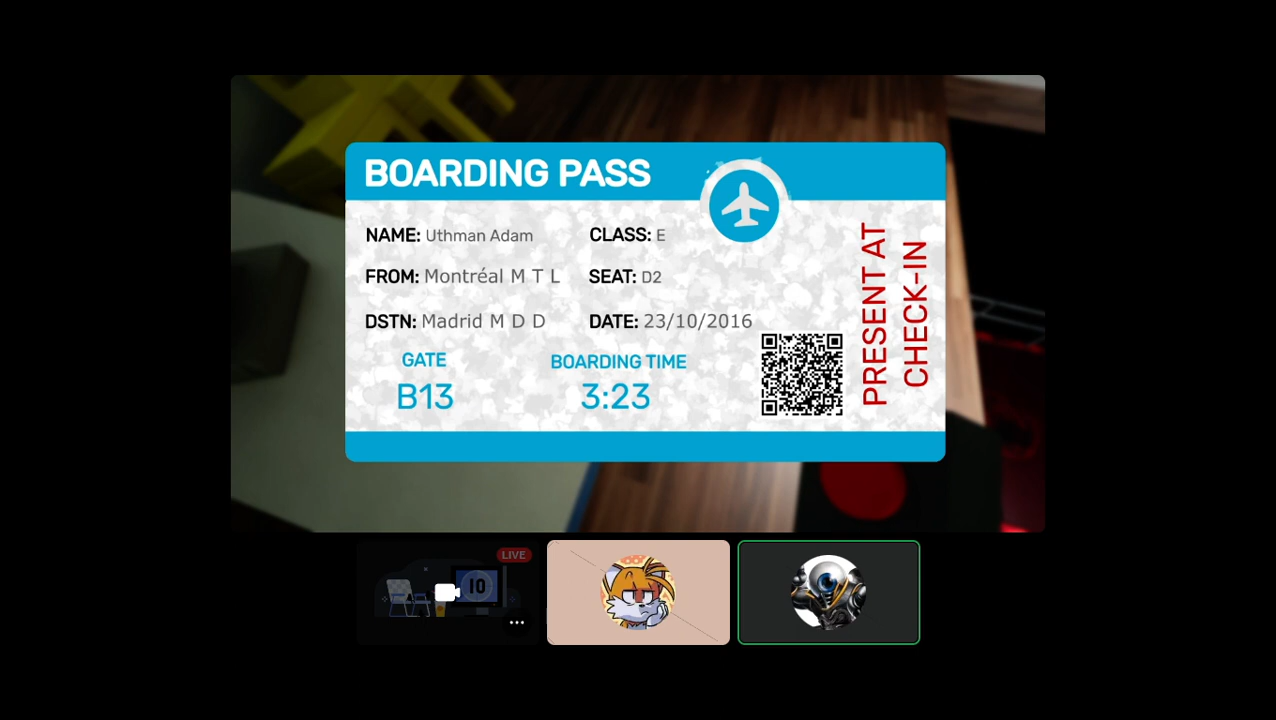 BOARDING PASS
NAME: Uthman Adam
CLASS: E
FROM: Montréal M T L
SEAT: D2
DSTN: Madrid M D D
DATE: 23/10/2016
GATE
BOARDING TIME
B13
3:23
PRESENT AT
CHECK-IN
LIVE
10